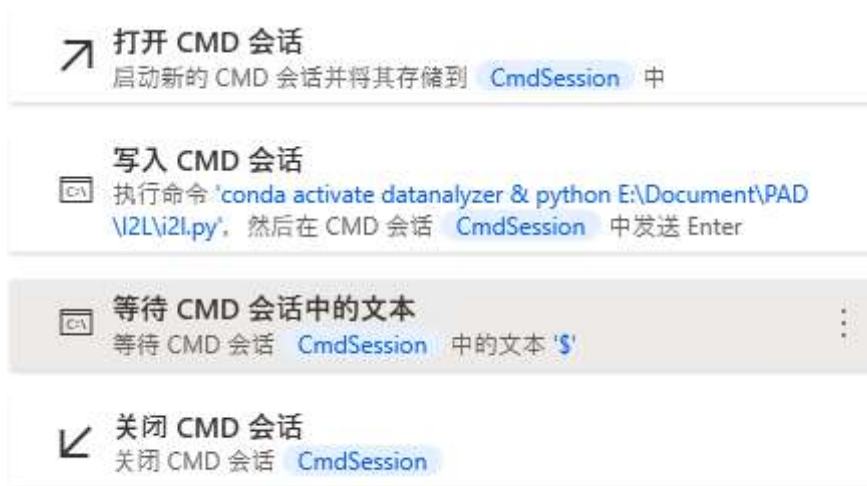 打开 CMD 会话
启动新的 CMD 会话并将其存储到 CmdSession 中
写入 CMD 会话
执行命令 'conda activate datanalyzer & python E:\Document\PAD
\I2L\i2l.py'，然后在 CMD 会话 CmdSession 中发送 Enter
等待 CMD 会话中的文本
等待 CMD 会话 CmdSession 中的文本 '$'
关闭 CMD 会话
关闭 CMD 会话 CmdSession